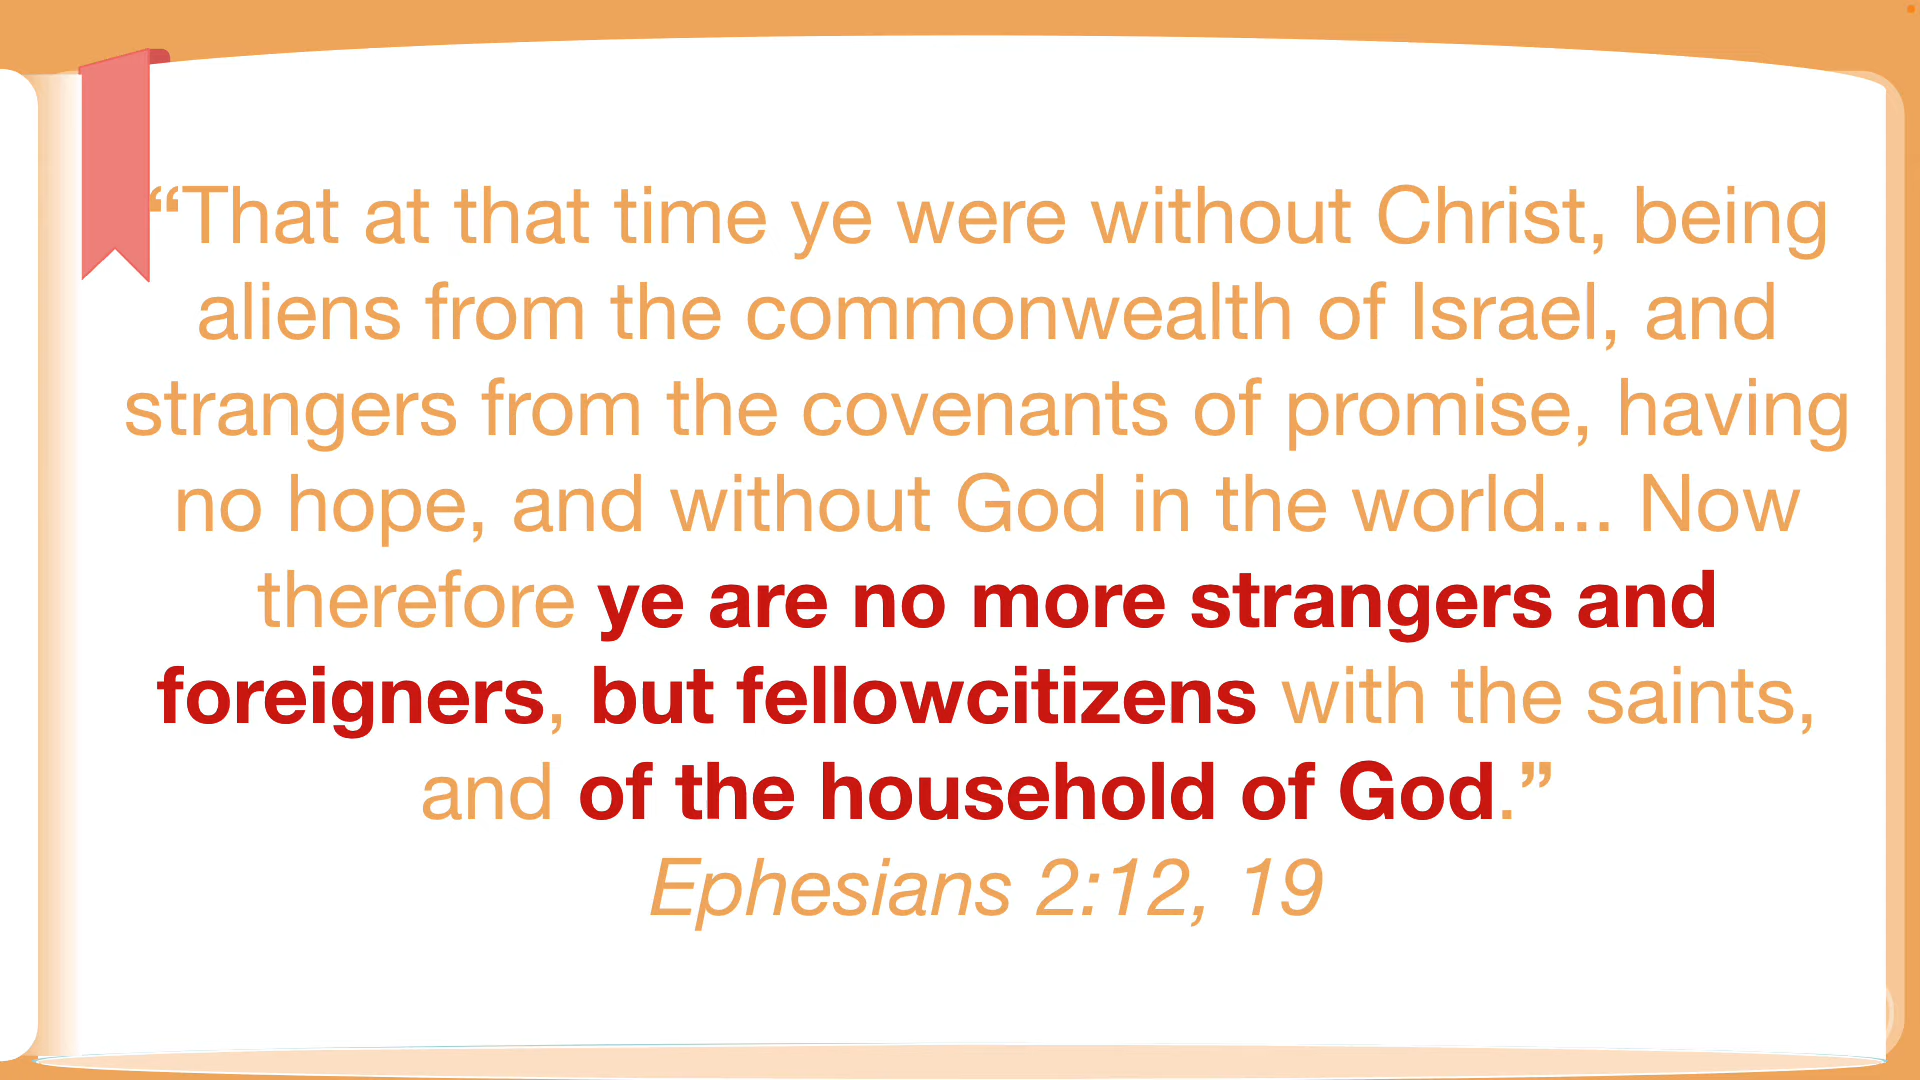 “That at that time ye were without Christ, being
aliens from the commonwealth of Israel, and
strangers from the covenants of promise, having
no hope, and without God in the world... Now
therefore ye are no more strangers and
foreigners, but fellowcitizens with the saints,
and of the household of God.”
Ephesians 2:12, 19